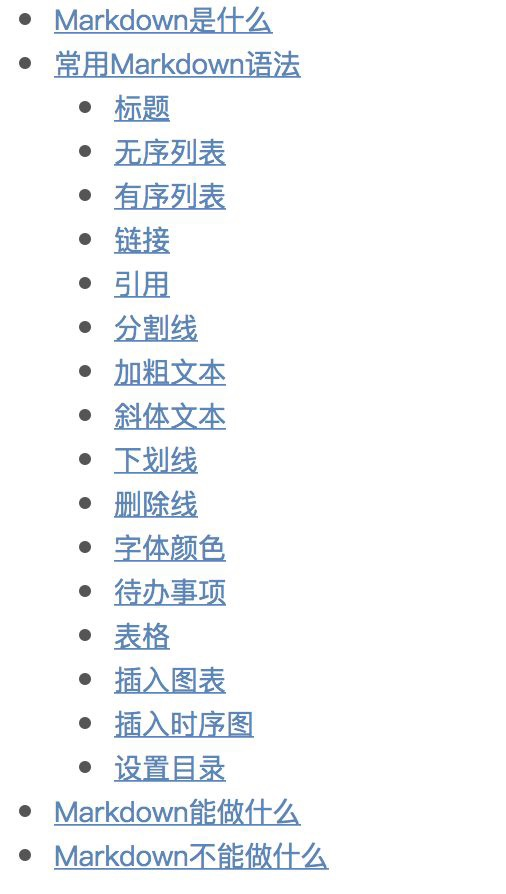 Markdown是什么
常用Markdown语法
标题
无序列表
有序列表
链接
引用
分割线
加粗文本
斜体文本
下划线
删除线
字体颜色
待办事项
表格
插入图表
插入时序图
设置目录
Markdown能做什么
Markdown不能做什么